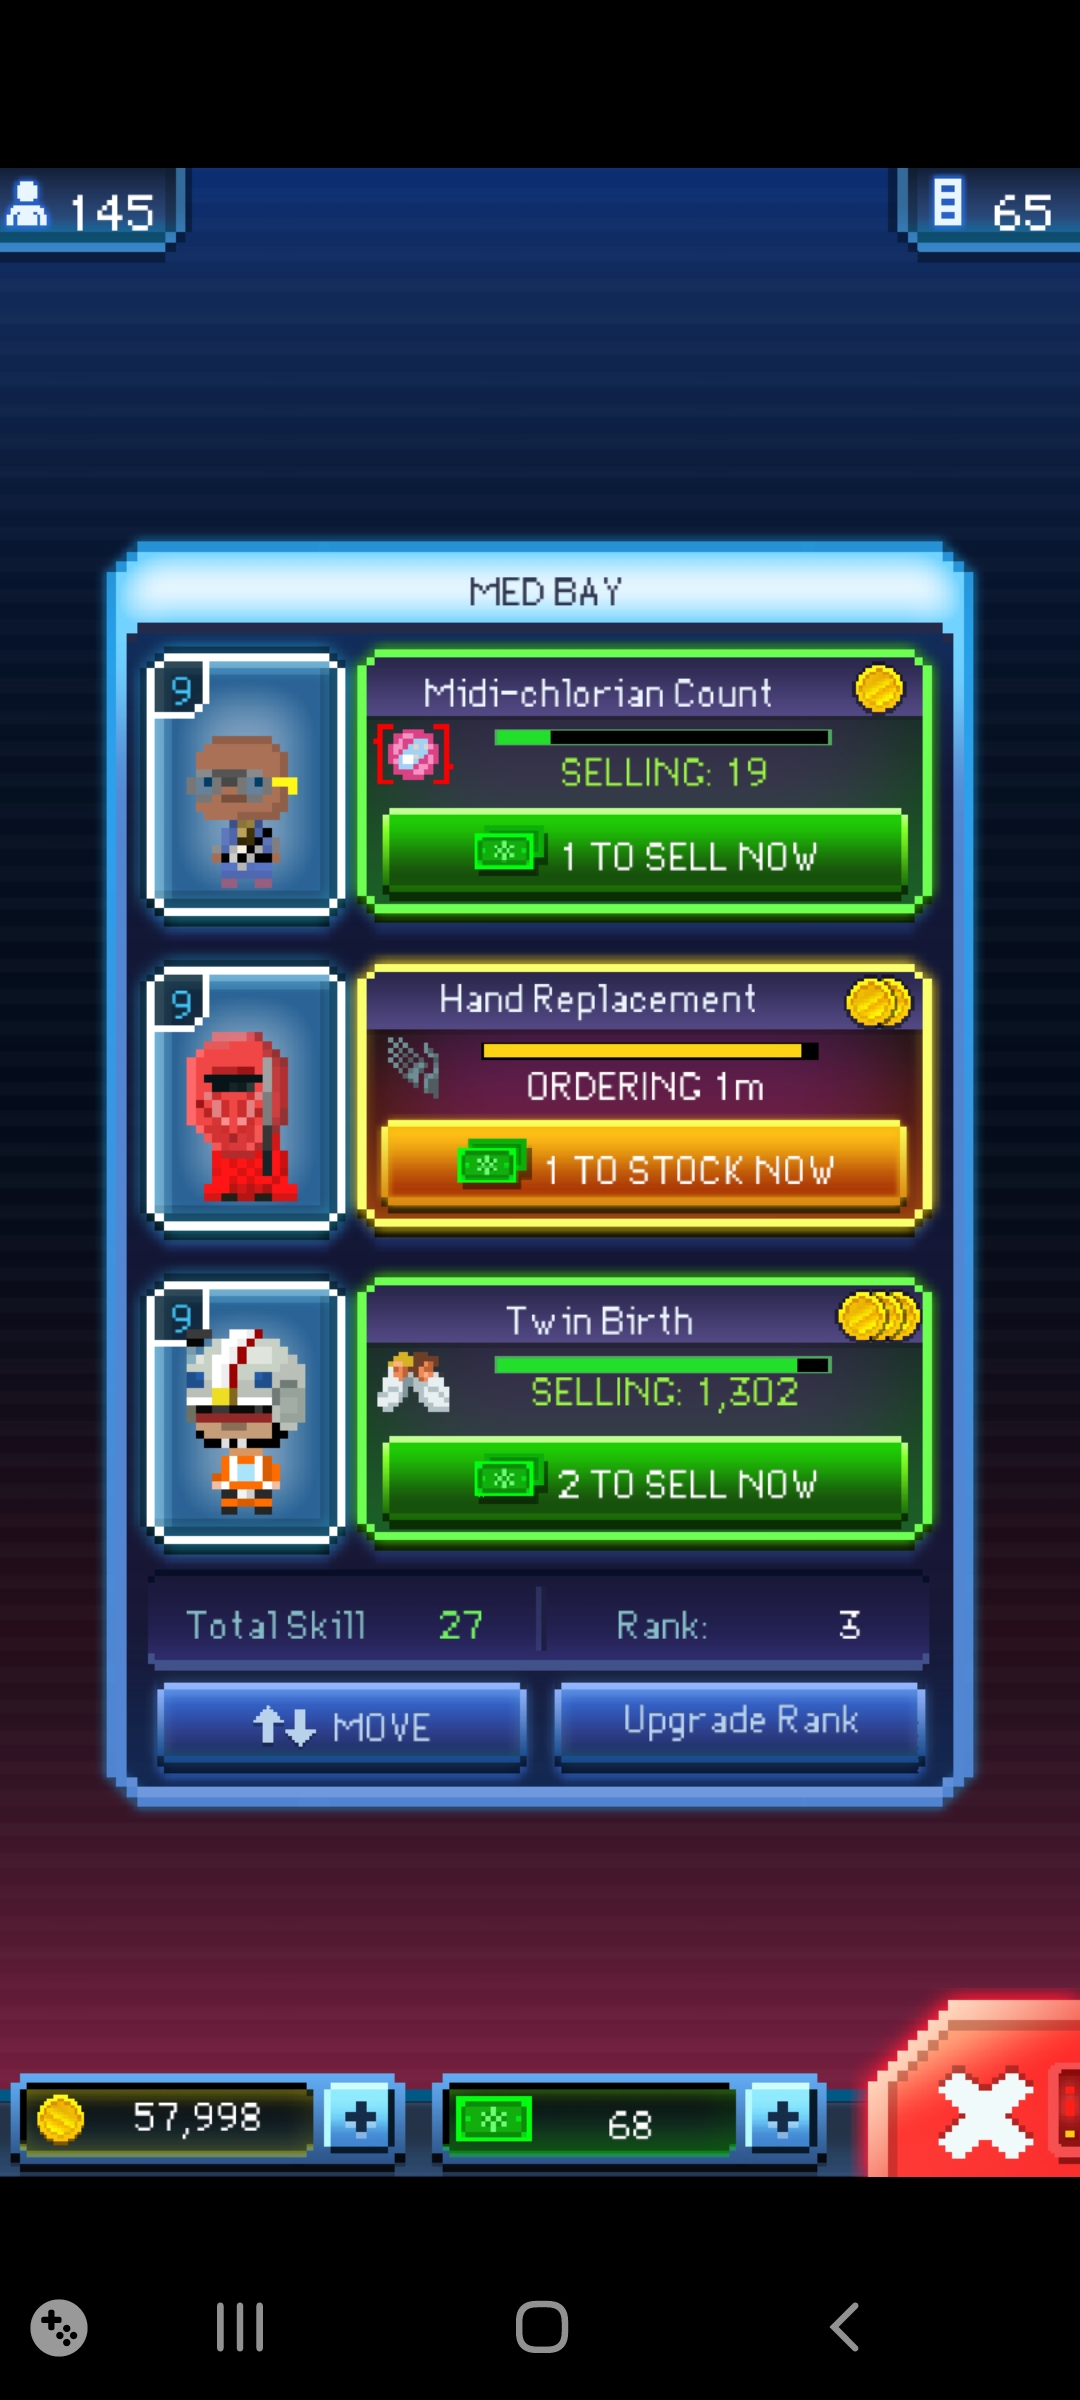 145
65
MED BAY
9
Midi-chlorian Count
SELLING: 19
1 TO SELL NOW
9
Hand Replacement
ORDERING 1m
1 TO STOCK NOW
9
Twin Birth
SELLING: 1,302
2 TO SELL NOW
Total Skill 27 Rank: 3
MOVE Upgrade Rank
57,998 68